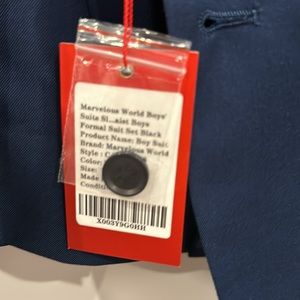 Marvelous World Boys'
Suits Sl...aist Boys
Formal Suit Set Black
Product Name: Boy Suit
Brand: Marvelous World
Style :
Color:
Size:
Made
Conditi
X003Y9G0HH